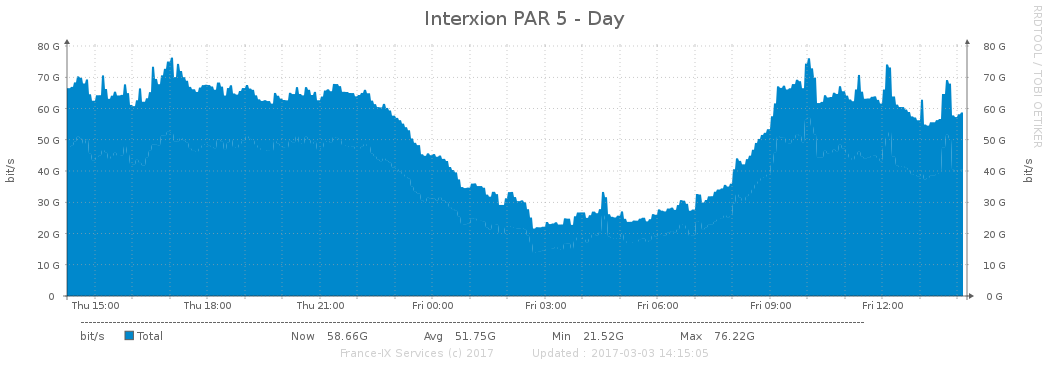 Interxion PAR 5 - Day
RRDTOOL / TOBI OETIKER
80 G 80 G
70 G 70 G
60 G 60 G
50 G 50 G
40 G 40 G
30 G 30 G
20 G 20 G
10 G 10 G
0 0 G
bit/s bit/s
Thu 15:00 Thu 18:00 Thu 21:00 Fri 00:00 Fri 03:00 Fri 06:00 Fri 09:00 Fri 12:00
bit/s Total Now 58.66G Avg 51.75G Min 21.52G Max 76.22G
France-IX Services (c) 2017 Updated : 2017-03-03 14:15:05